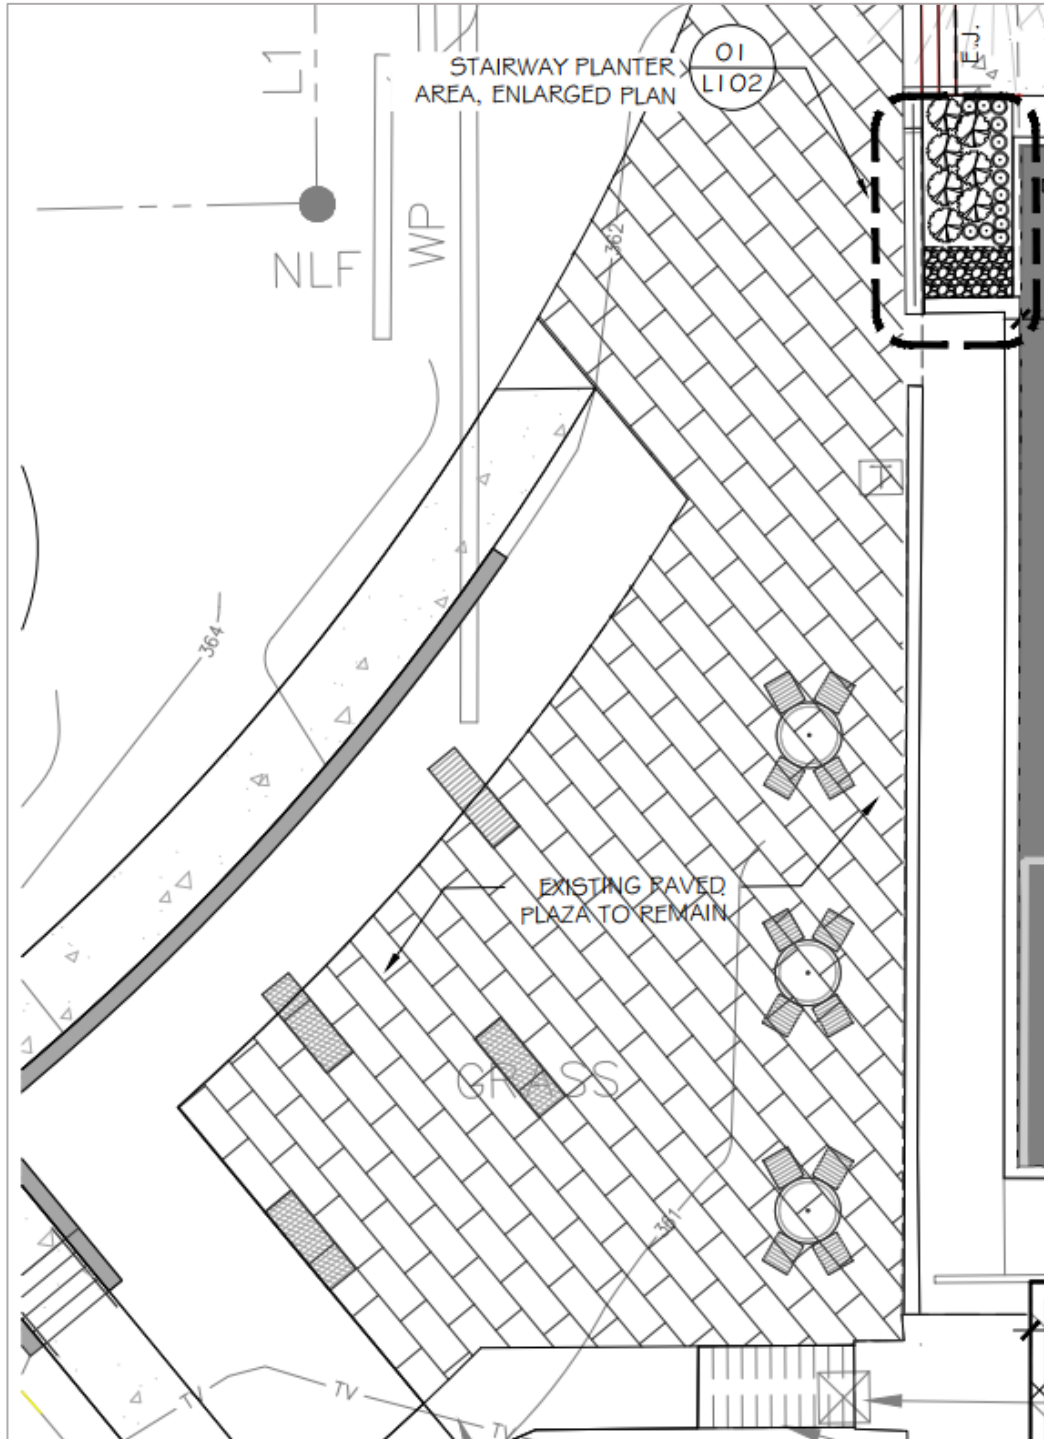 L1
E.J.
STAIRWAY PLANTER
AREA, ENLARGED PLAN
01
L102
WP
NLF
362
364
EXISTING PAVED
PLAZA TO REMAIN
GRASS
361
TV
TV
TV